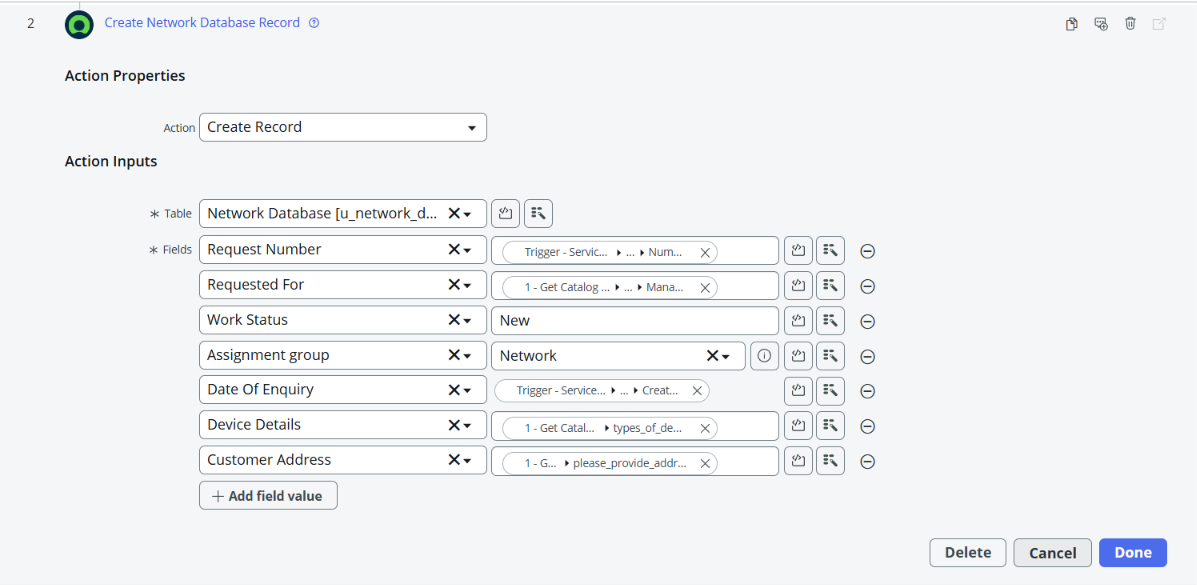 2 Create Network Database Record
Action Properties
Action Create Record
Action Inputs
* Table Network Database [u_network_d...
* Fields Request Number Trigger - Servic... ... Num...
Requested For 1 - Get Catalog ... ... Mana...
Work Status New
Assignment group Network
Date Of Enquiry Trigger - Service... ... Creat...
Device Details 1 - Get Catal... types_of_de...
Customer Address 1 - G... please_provide_addr...
+ Add field value
Delete Cancel Done